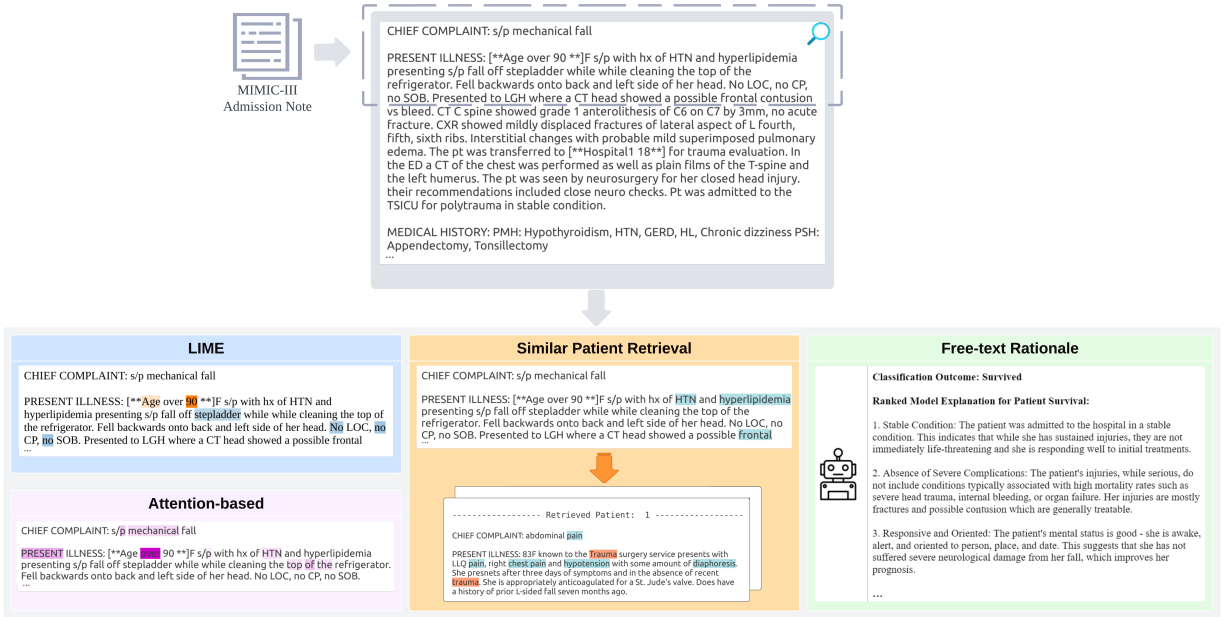 MIMIC-III
Admission Note
CHIEF COMPLAINT: s/p mechanical fall
PRESENT ILLNESS: [**Age over 90 **]F s/p with hx of HTN and hyperlipidemia
presenting s/p fall off stepladder while while cleaning the top of the
refrigerator. Fell backwards onto back and left side of her head. No LOC, no CP,
no SOB. Presented to LGH where a CT head showed a possible frontal contusion
vs bleed. CT C spine showed grade 1 anterolithesis of C6 on C7 by 3mm, no acute
fracture. CXR showed mildly displaced fractures of lateral aspect of L fourth,
fifth, sixth ribs. Interstitial changes with probable mild superimposed pulmonary
edema. The pt was transferred to [**Hospital1 18**] for trauma evaluation. In
the ED a CT of the chest was performed as well as plain films of the T-spine and
the left humerus. The pt was seen by neurosurgery for her closed head injury.
their recommendations included close neuro checks. Pt was admitted to the
TSICU for polytrauma in stable condition.
MEDICAL HISTORY: PMH: Hypothyroidism, HTN, GERD, HL, Chronic dizziness PSH:
Appendectomy, Tonsillectomy
...
LIME
CHIEF COMPLAINT: s/p mechanical fall
PRESENT ILLNESS: [**Age over 90 **]F s/p with hx of HTN and
hyperlipidemia presenting s/p fall off stepladder while while cleaning the top of
the refrigerator. Fell backwards onto back and left side of her head. No LOC, no
CP, no SOB. Presented to LGH where a CT head showed a possible frontal
...
Attention-based
CHIEF COMPLAINT: s/p mechanical fall
PRESENT ILLNESS: [**Age over 90 **]F s/p with hx of HTN and hyperlipidemia
presenting s/p fall off stepladder while while cleaning the top of the refrigerator.
Fell backwards onto back and left side of her head. No LOC, no CP, no SOB.
...
Similar Patient Retrieval
CHIEF COMPLAINT: s/p mechanical fall
PRESENT ILLNESS: [**Age over 90 **]F s/p with hx of HTN and hyperlipidemia
presenting s/p fall off stepladder while while cleaning the top of the
refrigerator. Fell backwards onto back and left side of her head. No LOC, no
CP, no SOB. Presented to LGH where a CT head showed a possible frontal
...
----------------- Retrieved Patient: 1 -----------------
CHIEF COMPLAINT: abdominal pain
PRESENT ILLNESS: 83F known to the Trauma surgery service presents with
LLQ pain, right chest pain and hypotension with some amount of diaphoresis.
She presnets after three days of symptoms and in the absence of recent
trauma. She is appropriately anticoagulated for a St. Jude's valve. Does have
a history of prior L-sided fall seven months ago.
Free-text Rationale
Classification Outcome: Survived
Ranked Model Explanation for Patient Survival:
1. Stable Condition: The patient was admitted to the hospital in a stable
condition. This indicates that while she has sustained injuries, they are not
immediately life-threatening and she is responding well to initial treatments.
2. Absence of Severe Complications: The patient's injuries, while serious, do
not include conditions typically associated with high mortality rates such as
severe head trauma, internal bleeding, or organ failure. Her injuries are mostly
fractures and possible contusion which are generally treatable.
3. Responsive and Oriented: The patient's mental status is good - she is awake,
alert, and oriented to person, place, and date. This suggests that she has not
suffered severe neurological damage from her fall, which improves her
prognosis.
...